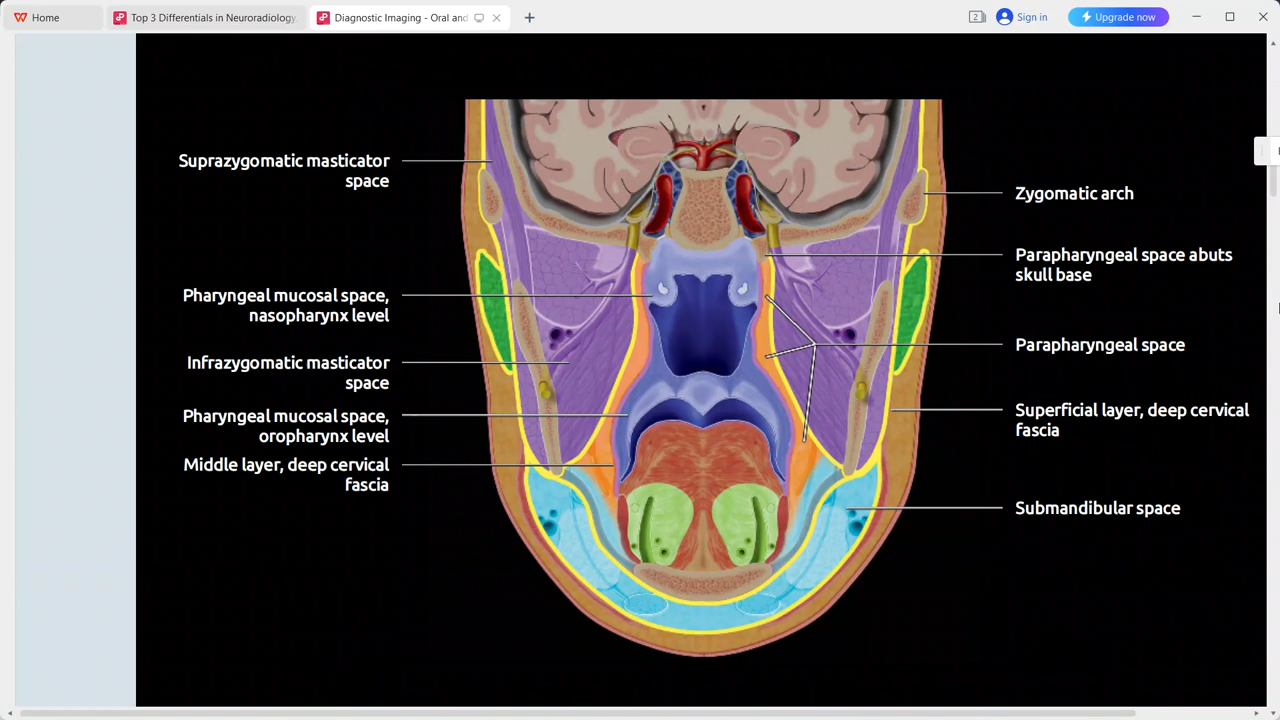 Home
Top 3 Differentials in Neuroradiology.
Diagnostic Imaging - Oral and
2
Sign in
Upgrade now
Suprazygomatic masticator
space
Zygomatic arch
Parapharyngeal space abuts
skull base
Pharyngeal mucosal space,
nasopharynx level
Parapharyngeal space
Infrazygomatic masticator
space
Pharyngeal mucosal space,
oropharynx level
Superficial layer, deep cervical
fascia
Middle layer, deep cervical
fascia
Submandibular space